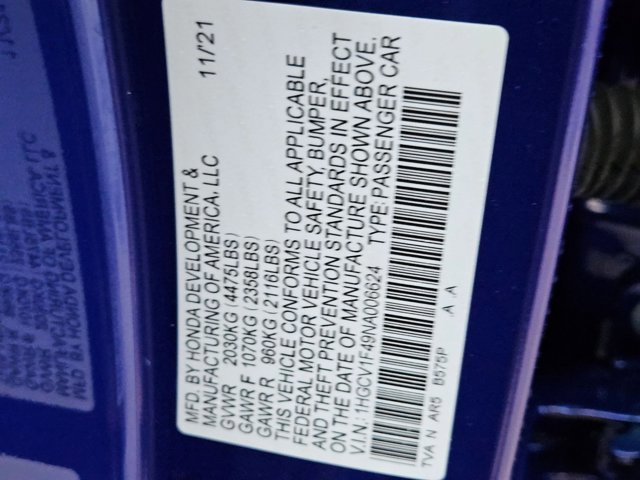 MFD. BY HONDA DEVELOPMENT & 11/21
MANUFACTURING OF AMERICA, LLC
GVWR 2030KG (4475LBS)
GAWR F 1070KG (2358LBS)
GAWR R 960KG (2116LBS)
THIS VEHICLE CONFORMS TO ALL APPLICABLE
FEDERAL MOTOR VEHICLE SAFETY, BUMPER,
AND THEFT PREVENTION STANDARDS IN EFFECT
ON THE DATE OF MANUFACTURE SHOWN ABOVE.
V.I.N. 1HGCV1F49NA006624 TYPE: PASSENGER CAR
TVA N AR5 B575P A .A